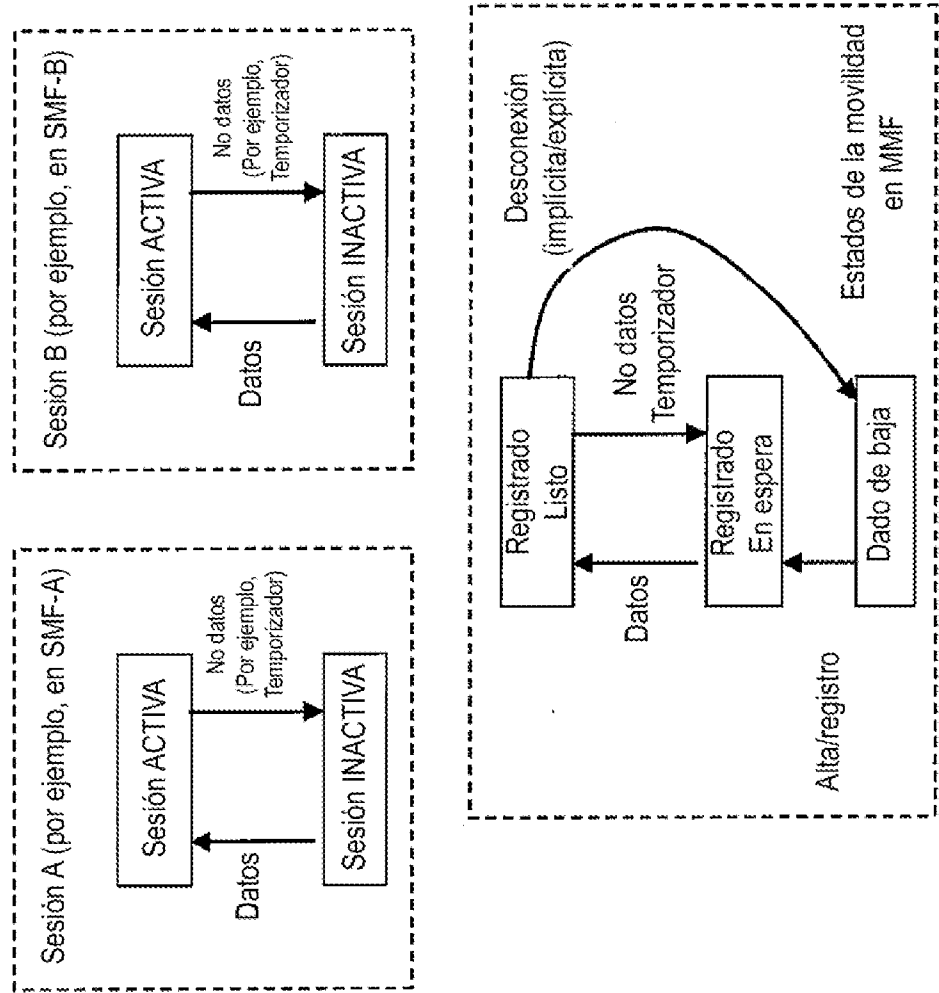 Sesión A (por ejemplo, en SMF-A)
Sesión ACTIVA
Datos
No datos
(Por ejemplo,
Temporizador)
Sesión INACTIVA
Sesión B (por ejemplo, en SMF-B)
Sesión ACTIVA
Datos
No datos
(Por ejemplo,
Temporizador)
Sesión INACTIVA
Registrado
Listo
Desconexión
(implícita/explícita)
Datos
No datos
Temporizador
Registrado
En espera
Alta/registro
Dado de baja
Estados de la movilidad
en MMF